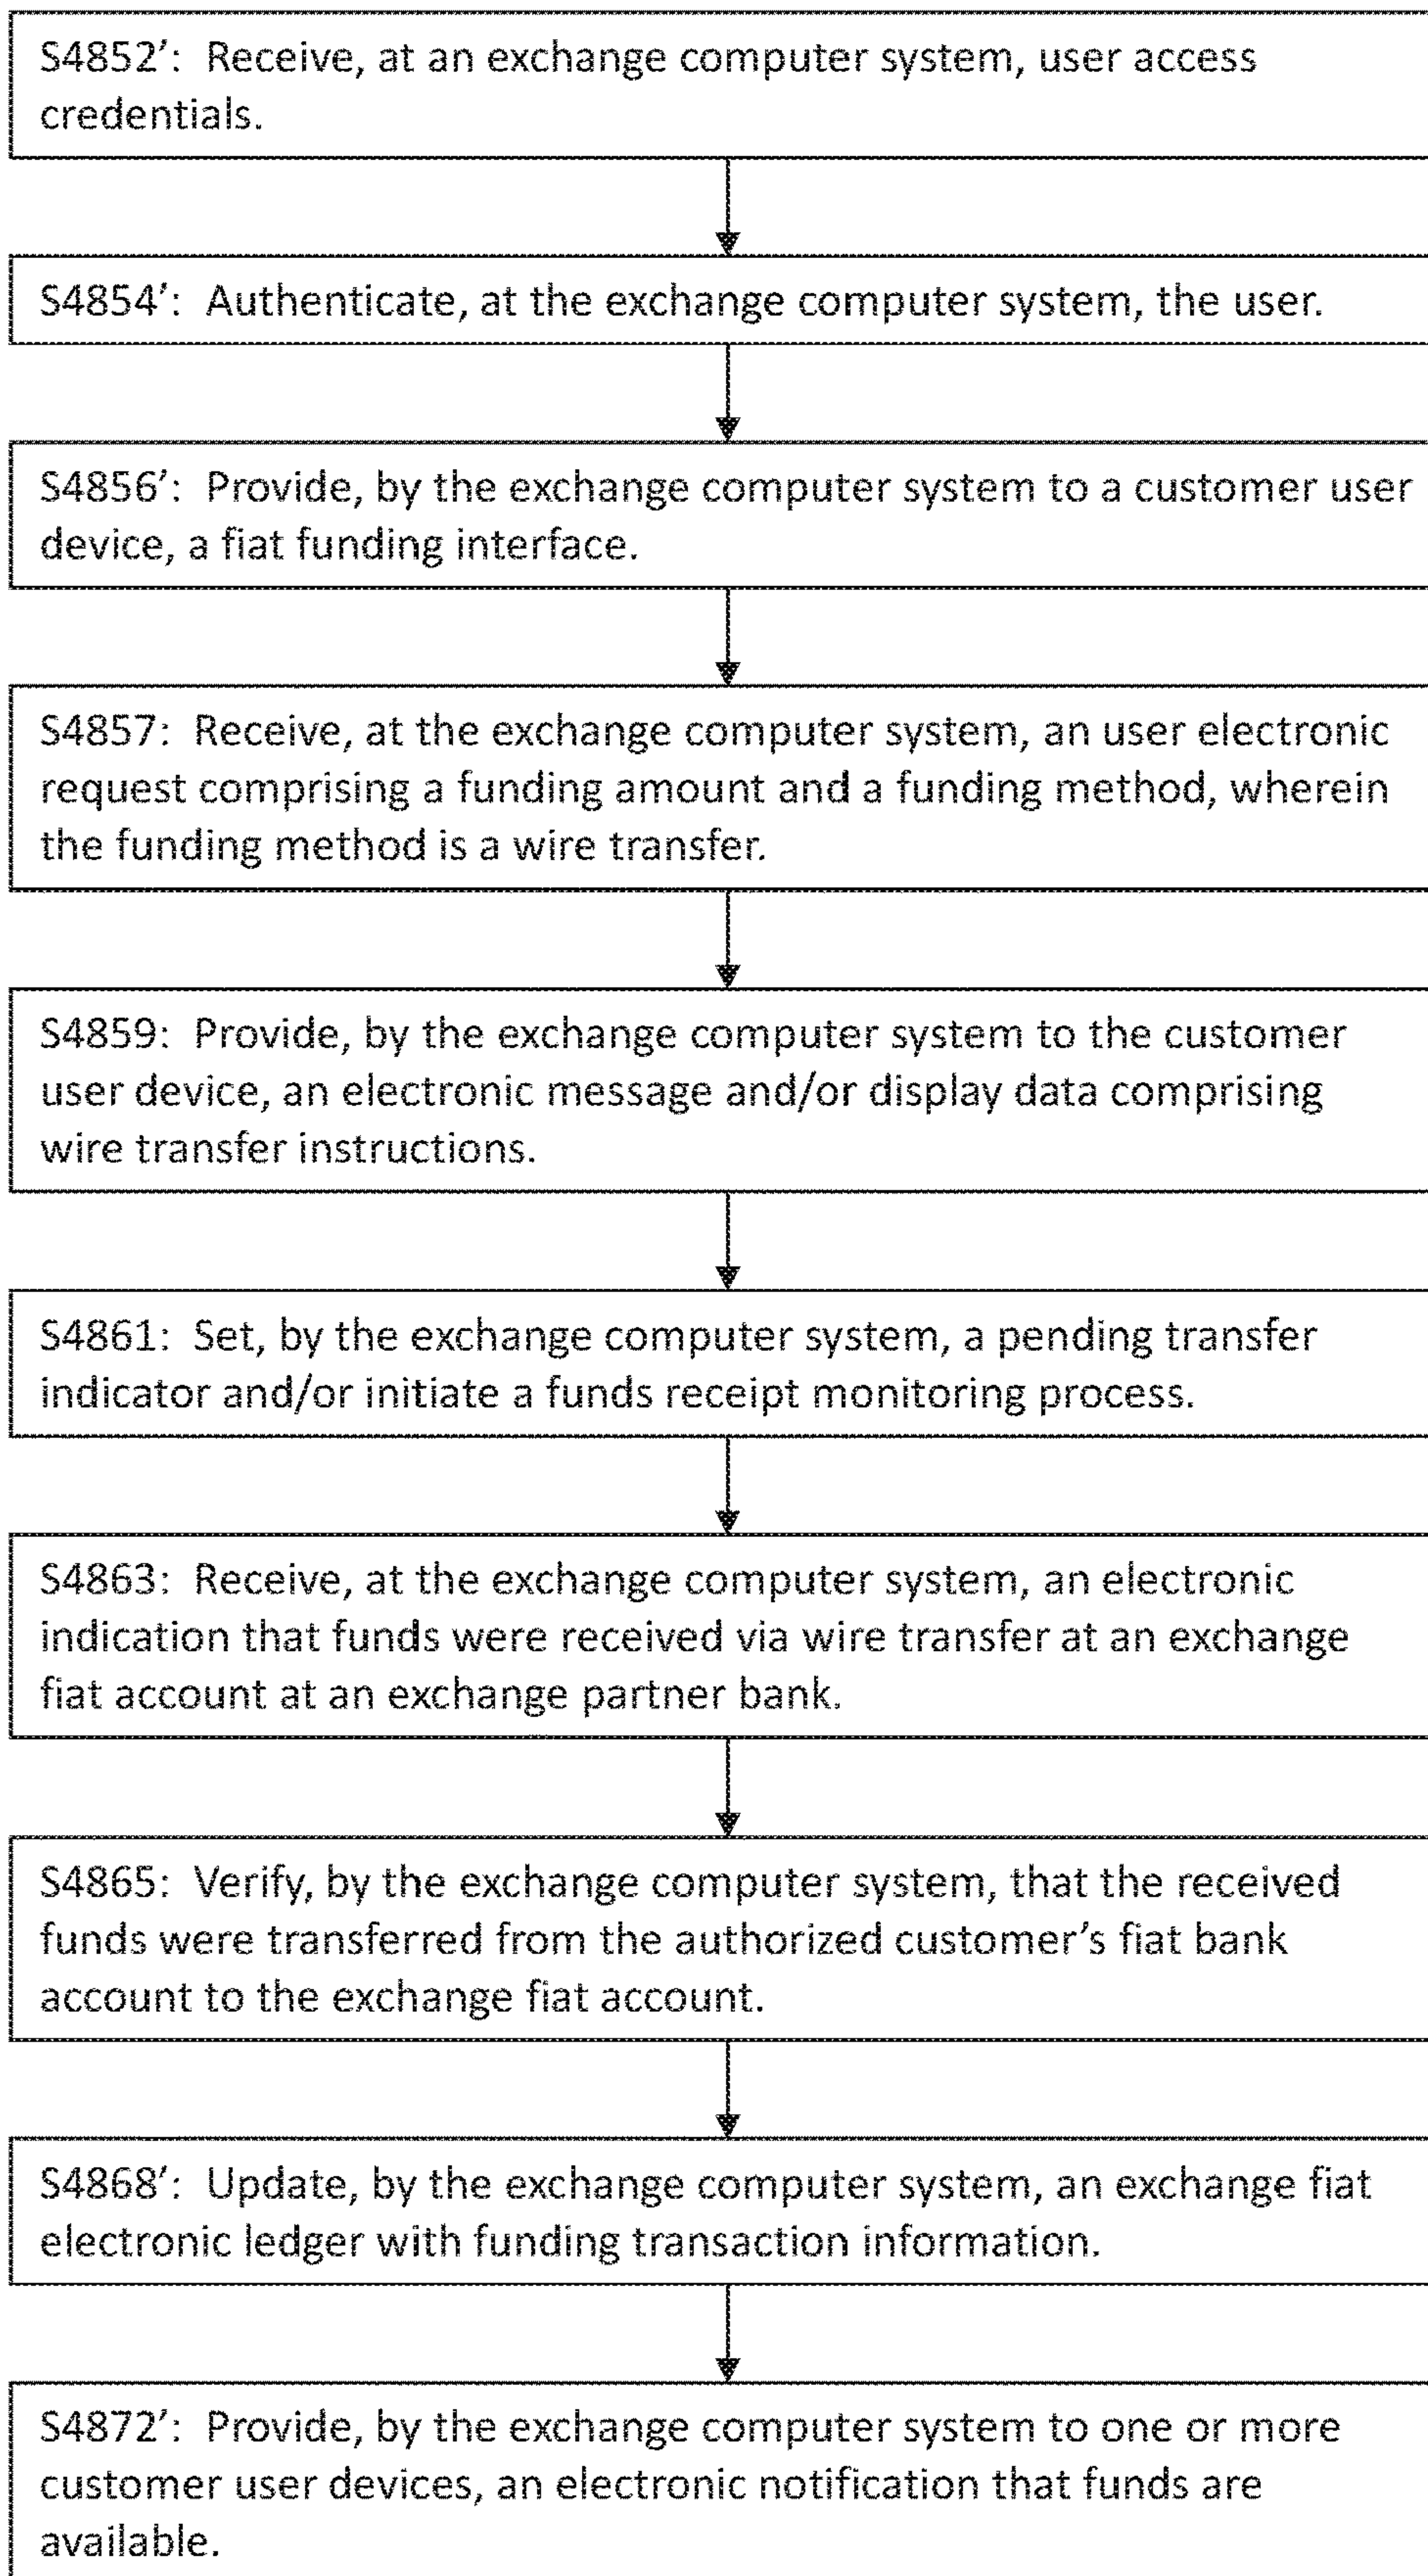 S4852’:  Receive, at an exchange computer system, user access
credentials.
S4854’:  Authenticate, at the exchange computer system, the user.
S4856’:  Provide, by the exchange computer system to a customer user
device, a fiat funding interface.
S4857:  Receive, at the exchange computer system, an user electronic
request comprising a funding amount and a funding method, wherein
the funding method is a wire transfer.
S4859:  Provide, by the exchange computer system to the customer
user device, an electronic message and/or display data comprising
wire transfer instructions.
S4861:  Set, by the exchange computer system, a pending transfer
indicator and/or initiate a funds receipt monitoring process.
S4863:  Receive, at the exchange computer system, an electronic
indication that funds were received via wire transfer at an exchange
fiat account at an exchange partner bank.
S4865:  Verify, by the exchange computer system, that the received
funds were transferred from the authorized customer’s fiat bank
account to the exchange fiat account.
S4868’:  Update, by the exchange computer system, an exchange fiat
electronic ledger with funding transaction information.
S4872’:  Provide, by the exchange computer system to one or more
customer user devices, an electronic notification that funds are
available.